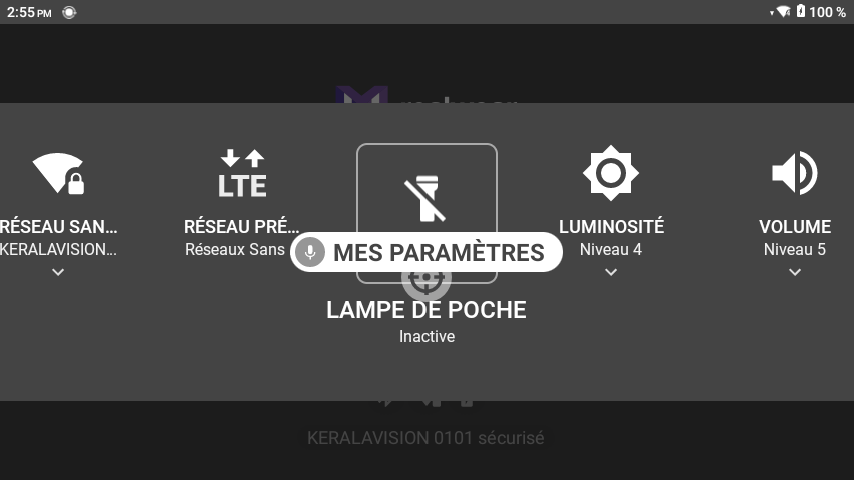 2:55 PM
100 %
RÉSEAU SAN...
KERALAVISION...
LTE
RÉSEAU PRÉ...
Réseaux Sans
LUMINOSITÉ
Niveau 4
VOLUME
Niveau 5
MES PARAMÈTRES
LAMPE DE POCHE
Inactive
KERALAVISION 0101 sécurisé